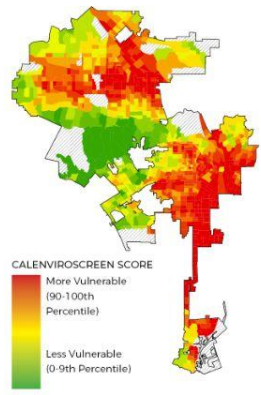 CALENVIROSCREEN SCORE
More Vulnerable
(90-100th
Percentile)
Less Vulnerable
(0-9th Percentile)